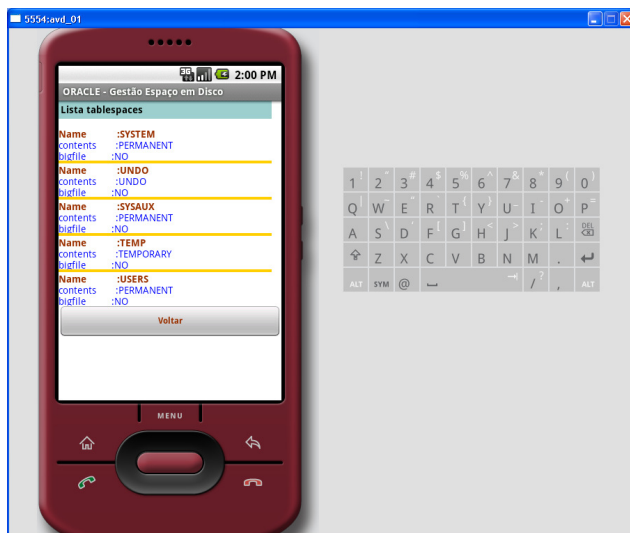 5554:avd_01
3G 2:00 PM
ORACLE - Gestão Espaço em Disco
Lista tablespaces
Name :SYSTEM
contents :PERMANENT
bigfile :NO
Name :UNDO
contents :UNDO
bigfile :NO
Name :SYSAUX
contents :PERMANENT
bigfile :NO
Name :TEMP
contents :TEMPORARY
bigfile :NO
Name :USERS
contents :PERMANENT
bigfile :NO
Voltar
MENU
1 ! 2 " 3 # 4 $ 5 % 6 ^ 7 & 8 * 9 ( 0 )
Q | W ~ E " R ` T { Y } U - I - O + P =
A S \ D ' F [ G ] H < J > K ; L : DEL
Z X C V B N M .
ALT SYM @ / ? , ALT